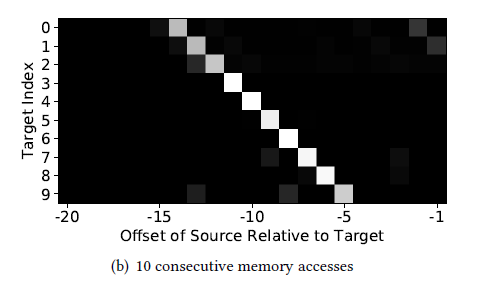 Target Index
0
1
2
3
4
5
6
7
8
9
-20 -15 -10 -5 -1
Offset of Source Relative to Target
(b) 10 consecutive memory accesses